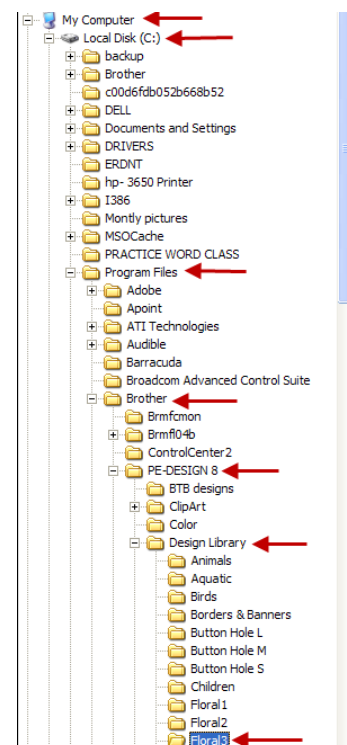 My Computer
Local Disk (C:)
backup
Brother
c00d6fdb052b668b52
DELL
Documents and Settings
DRIVERS
ERDNT
hp- 3650 Printer
I386
Montly pictures
MSOCache
PRACTICE WORD CLASS
Program Files
Adobe
Apoint
ATI Technologies
Audible
Barracuda
Broadcom Advanced Control Suite
Brother
Brmfcmon
Brmfl04b
ControlCenter2
PE-DESIGN 8
BTB designs
ClipArt
Color
Design Library
Animals
Aquatic
Birds
Borders & Banners
Button Hole L
Button Hole M
Button Hole S
Children
Floral1
Floral2
Floral3